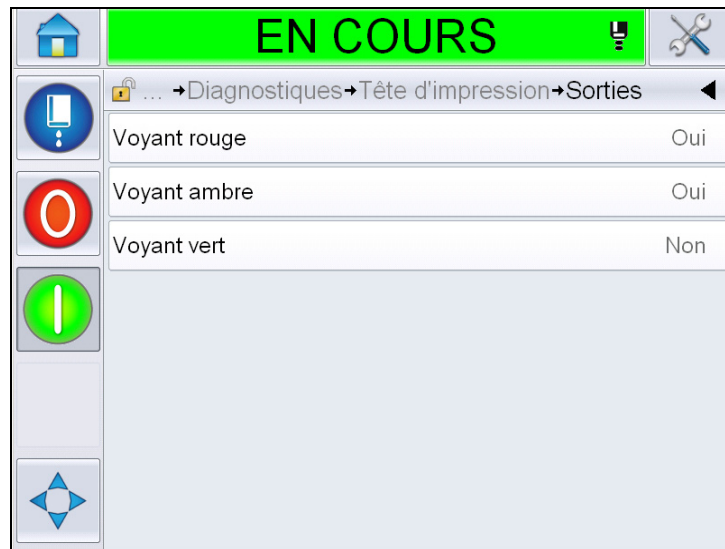 EN COURS
... →Diagnostiques→Tête d'impression→Sorties
Voyant rouge Oui
Voyant ambre Oui
Voyant vert Non